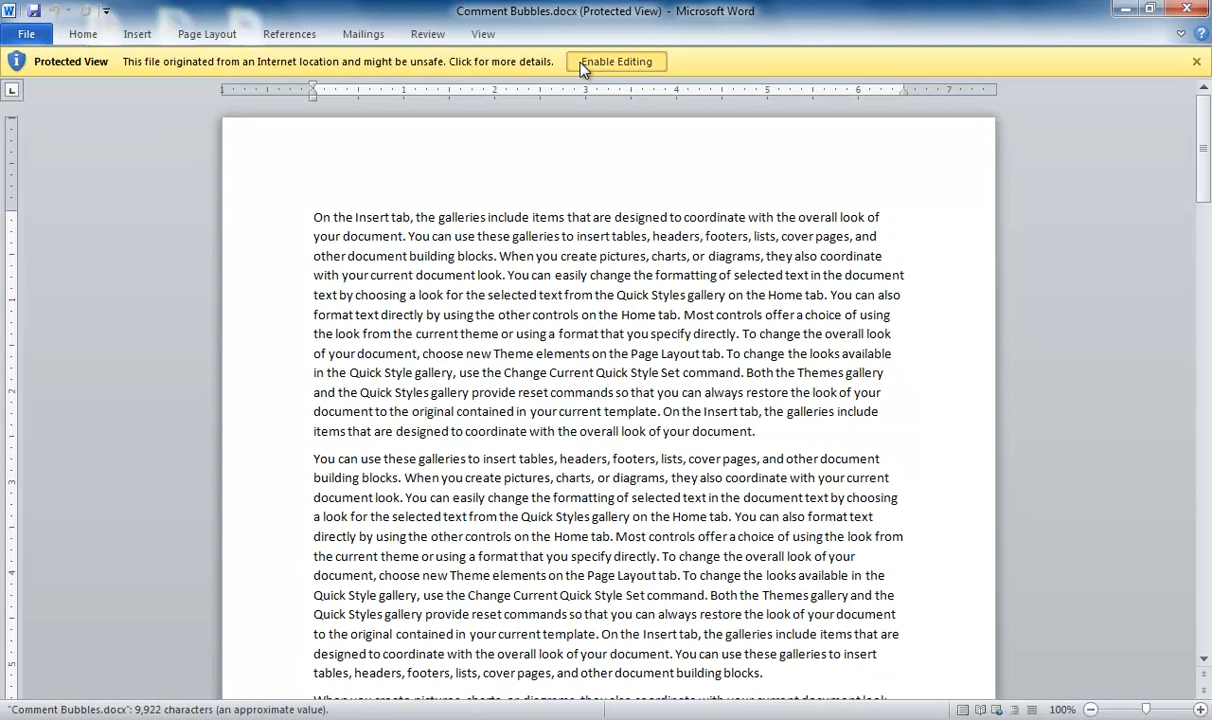 Comment Bubbles.docx (Protected View) - Microsoft Word
File Home Insert Page Layout References Mailings Review View
Protected View This file originated from an Internet location and might be unsafe. Click for more details. Enable Editing
1 1 2 3 4 5 6 7
On the Insert tab, the galleries include items that are designed to coordinate with the overall look of
your document. You can use these galleries to insert tables, headers, footers, lists, cover pages, and
other document building blocks. When you create pictures, charts, or diagrams, they also coordinate
with your current document look. You can easily change the formatting of selected text in the document
text by choosing a look for the selected text from the Quick Styles gallery on the Home tab. You can also
format text directly by using the other controls on the Home tab. Most controls offer a choice of using
the look from the current theme or using a format that you specify directly. To change the overall look
of your document, choose new Theme elements on the Page Layout tab. To change the looks available
in the Quick Style gallery, use the Change Current Quick Style Set command. Both the Themes gallery
and the Quick Styles gallery provide reset commands so that you can always restore the look of your
document to the original contained in your current template. On the Insert tab, the galleries include
items that are designed to coordinate with the overall look of your document.
You can use these galleries to insert tables, headers, footers, lists, cover pages, and other document
building blocks. When you create pictures, charts, or diagrams, they also coordinate with your current
document look. You can easily change the formatting of selected text in the document text by choosing
a look for the selected text from the Quick Styles gallery on the Home tab. You can also format text
directly by using the other controls on the Home tab. Most controls offer a choice of using the look from
the current theme or using a format that you specify directly. To change the overall look of your
document, choose new Theme elements on the Page Layout tab. To change the looks available in the
Quick Style gallery, use the Change Current Quick Style Set command. Both the Themes gallery and the
Quick Styles gallery provide reset commands so that you can always restore the look of your document
to the original contained in your current template. On the Insert tab, the galleries include items that are
designed to coordinate with the overall look of your document. You can use these galleries to insert
tables, headers, footers, lists, cover pages, and other document building blocks.
When you create pictures, charts, or diagrams, they also coordinate with your current document look.
"Comment Bubbles.docx": 9,922 characters (an approximate value). 100%